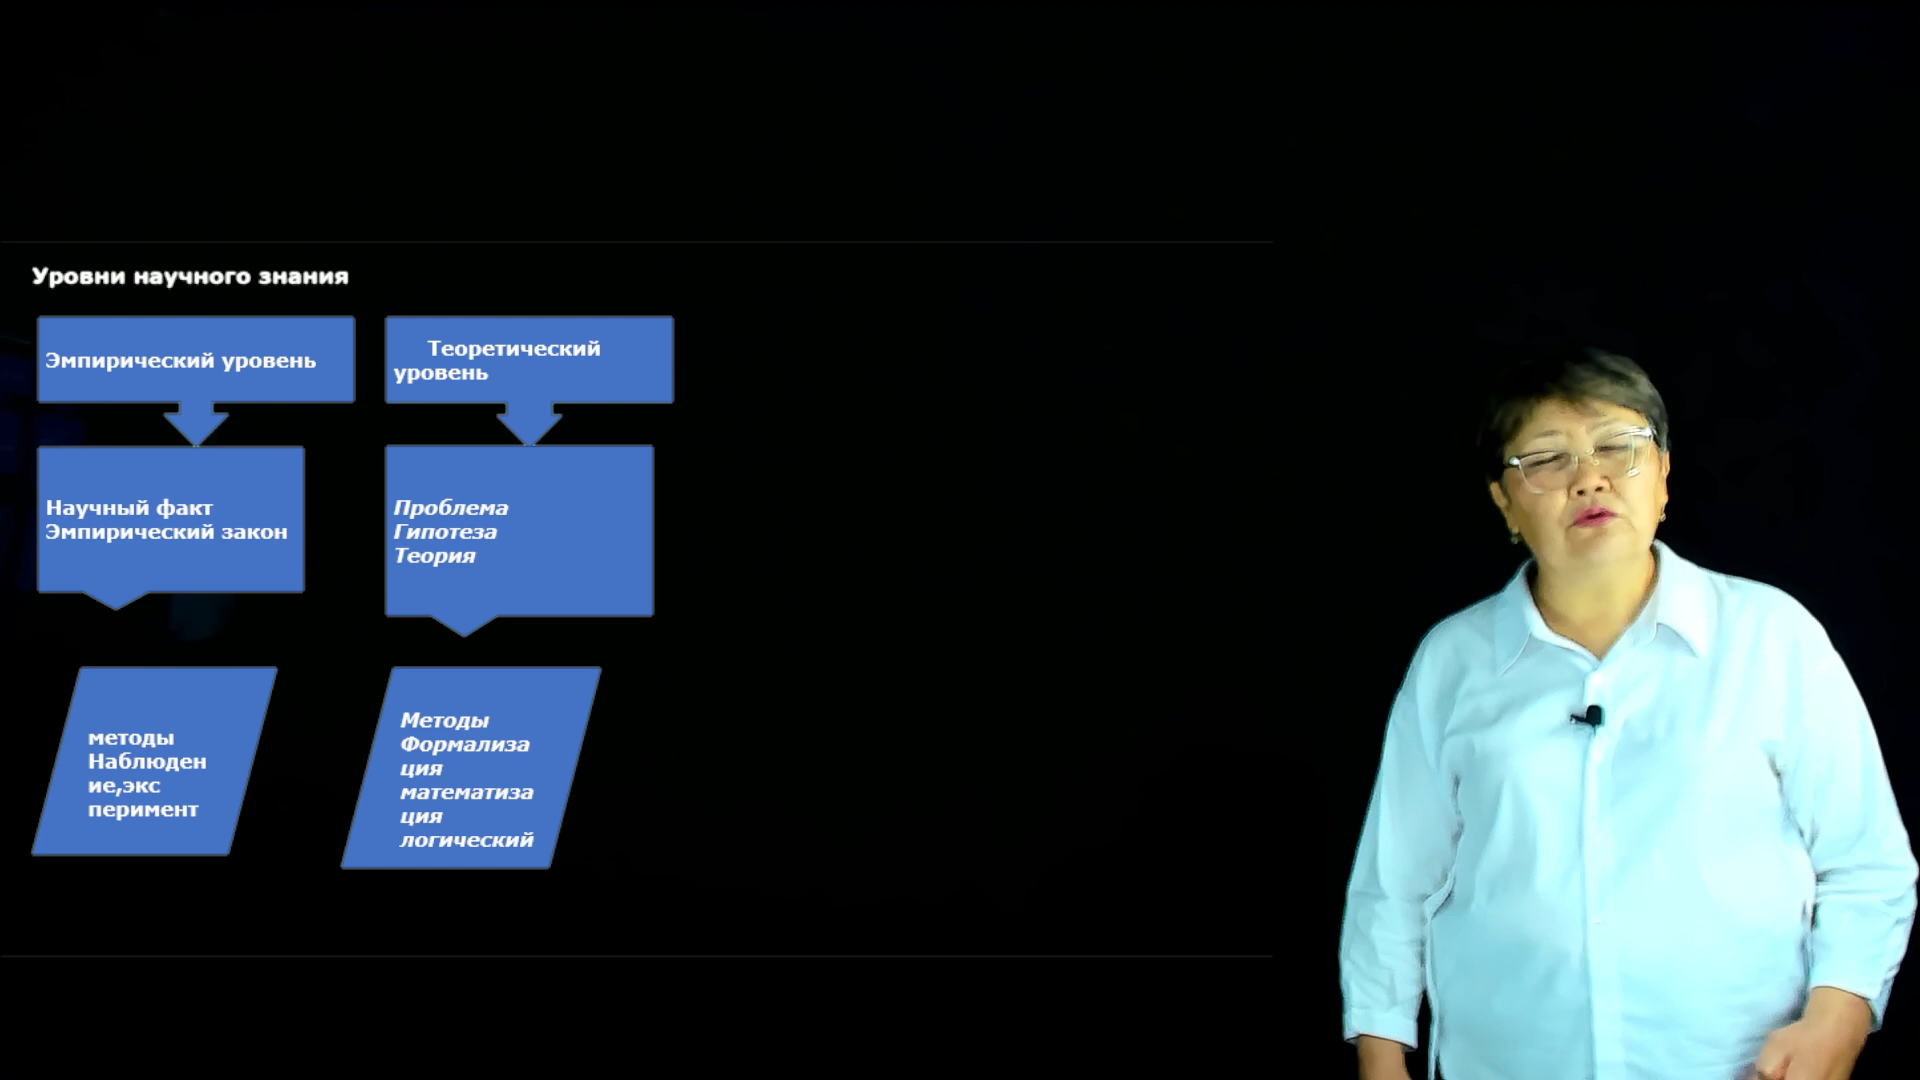 Уровни научного знания
Эмпирический уровень
Теоретический
уровень
Научный факт
Эмпирический закон
Проблема
Гипотеза
Теория
методы
Наблюден
ие,экс
перимент
Методы
Формализа
ция
математиза
ция
логический